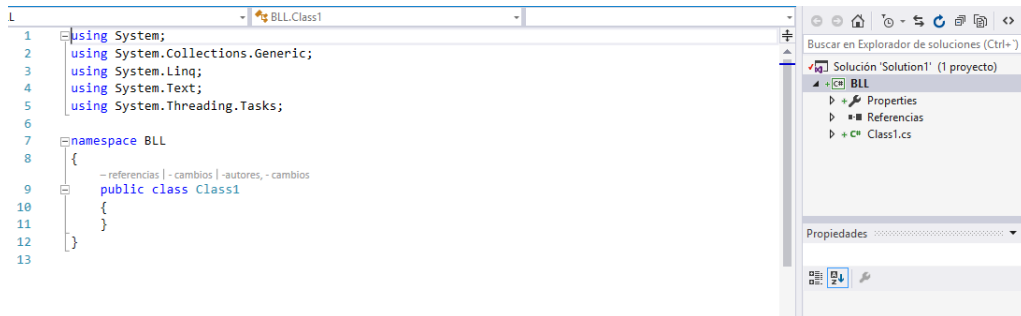 .L
BLL.Class1
1 using System;
2 using System.Collections.Generic;
3 using System.Linq;
4 using System.Text;
5 using System.Threading.Tasks;
6
7 namespace BLL
8 {
– referencias | - cambios | -autores, - cambios
9 public class Class1
10 {
11 }
12 }
13
Buscar en Explorador de soluciones (Ctrl+¨)
Solución 'Solution1' (1 proyecto)
C# BLL
Properties
Referencias
C# Class1.cs
Propiedades